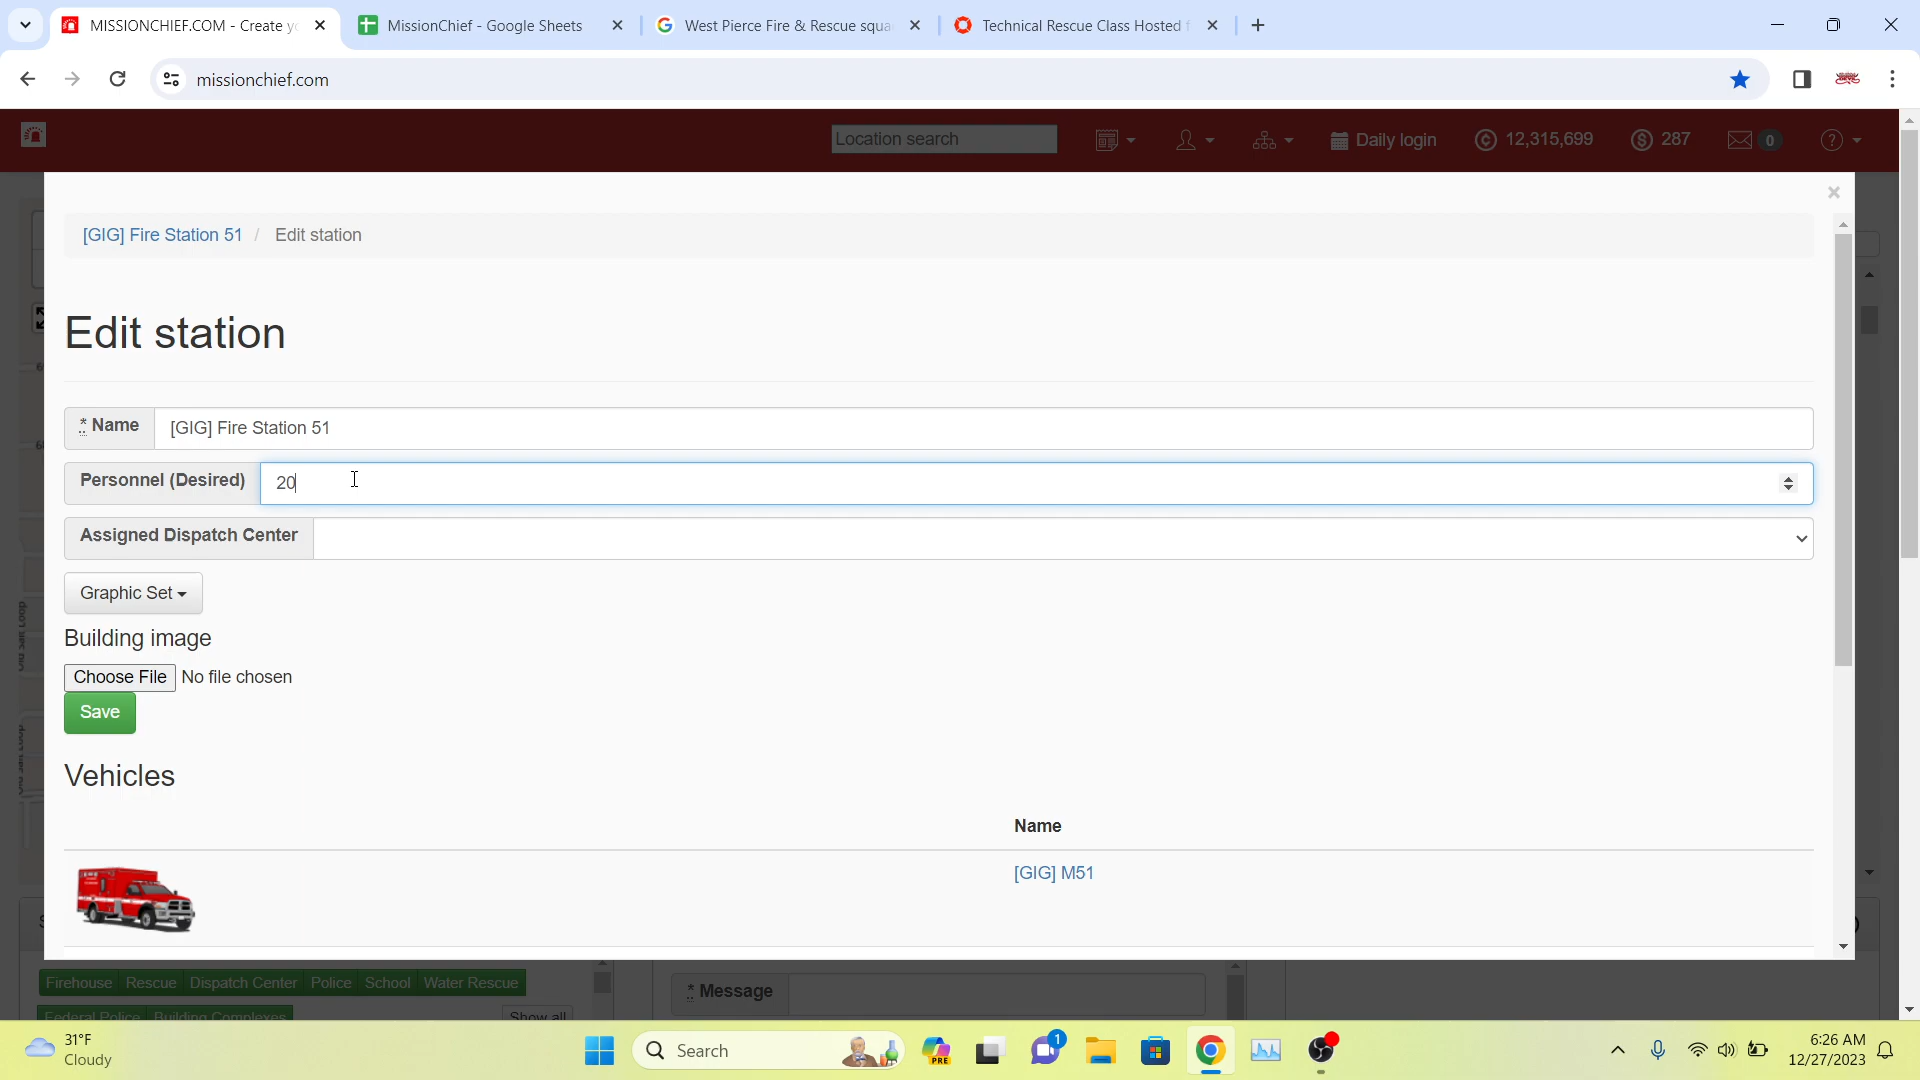 MISSIONCHIEF.COM - Create yo
MissionChief - Google Sheets
West Pierce Fire & Rescue squa
Technical Rescue Class Hosted f
missionchief.com
Location search
Daily login
12,315,699
287
0
[GIG] Fire Station 51 / Edit station
Edit station
* Name
[GIG] Fire Station 51
Personnel (Desired)
20
Assigned Dispatch Center
Graphic Set
Building image
Choose File No file chosen
Save
Vehicles
Name
[GIG] M51
Firehouse Rescue Dispatch Center Police School Water Rescue
Federal Police Building Complexes
Show all
* Message
31°F
Cloudy
Search
PRE
1
6:26 AM
12/27/2023